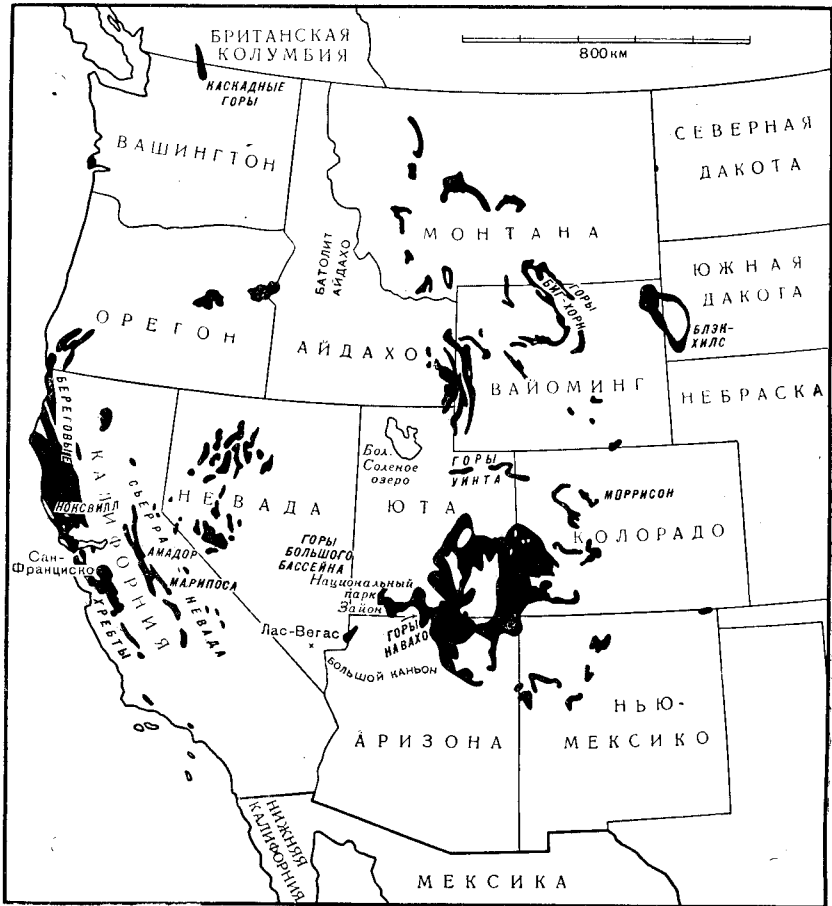 БРИТАНСКАЯ
КОЛУМБИЯ
800 км
КАСКАДНЫЕ
ГОРЫ
ВАШИНГТОН
СЕВЕРНАЯ
ДАКОТА
МОНТАНА
БАТОЛИТ
АЙДАХО
ЮЖНАЯ
ДАКОТА
ГОРЫ
БИГ-ХОРН
БЛЭК-
ХИЛС
ОРЕГОН
АЙДАХО
ВАЙОМИНГ
НЕБРАСКА
БЕРЕГОВЫЕ
ХРЕБТЫ
КАЛИФОРНИЯ
СЬЕРРА-
НЕВАДА
НЕВАДА
Бол.
Соленое
озеро
ЮТА
ГОРЫ
УИНТА
МОРРИСОН
КОЛОРАДО
НОКСВИЛЛ
АМАДОР
МАРИПОСА
Сан-
Франциско
ГОРЫ
БОЛЬШОГО
БАССЕЙНА
Национальный
парк
Зайон
Лас-Вегас
ГОРЫ
НАВАХО
БОЛЬШОЙ КАНЬОН
АРИЗОНА
НЬЮ-
МЕКСИКО
НИЖНЯЯ
КАЛИФОРНИЯ
МЕКСИКА